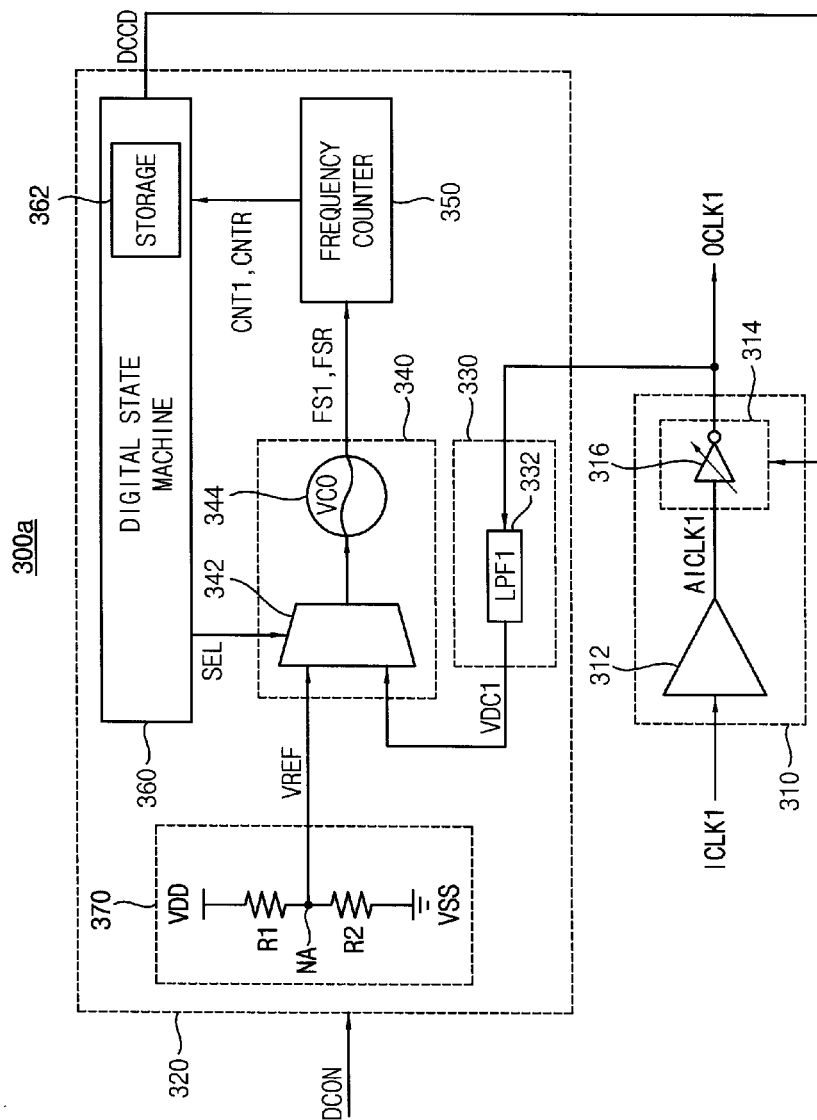 300a
DCCD
362
STORAGE
DIGITAL STATE
MACHINE
360
SEL
CNT1,CNTR
FREQUENCY
COUNTER
350
FS1,FSR
340
344
VCO
342
330
332
LPF1
VDC1
VREF
370
VDD
R1
NA
R2
VSS
320
DCON
OCLK1
314
316
AICLK1
312
310
ICLK1